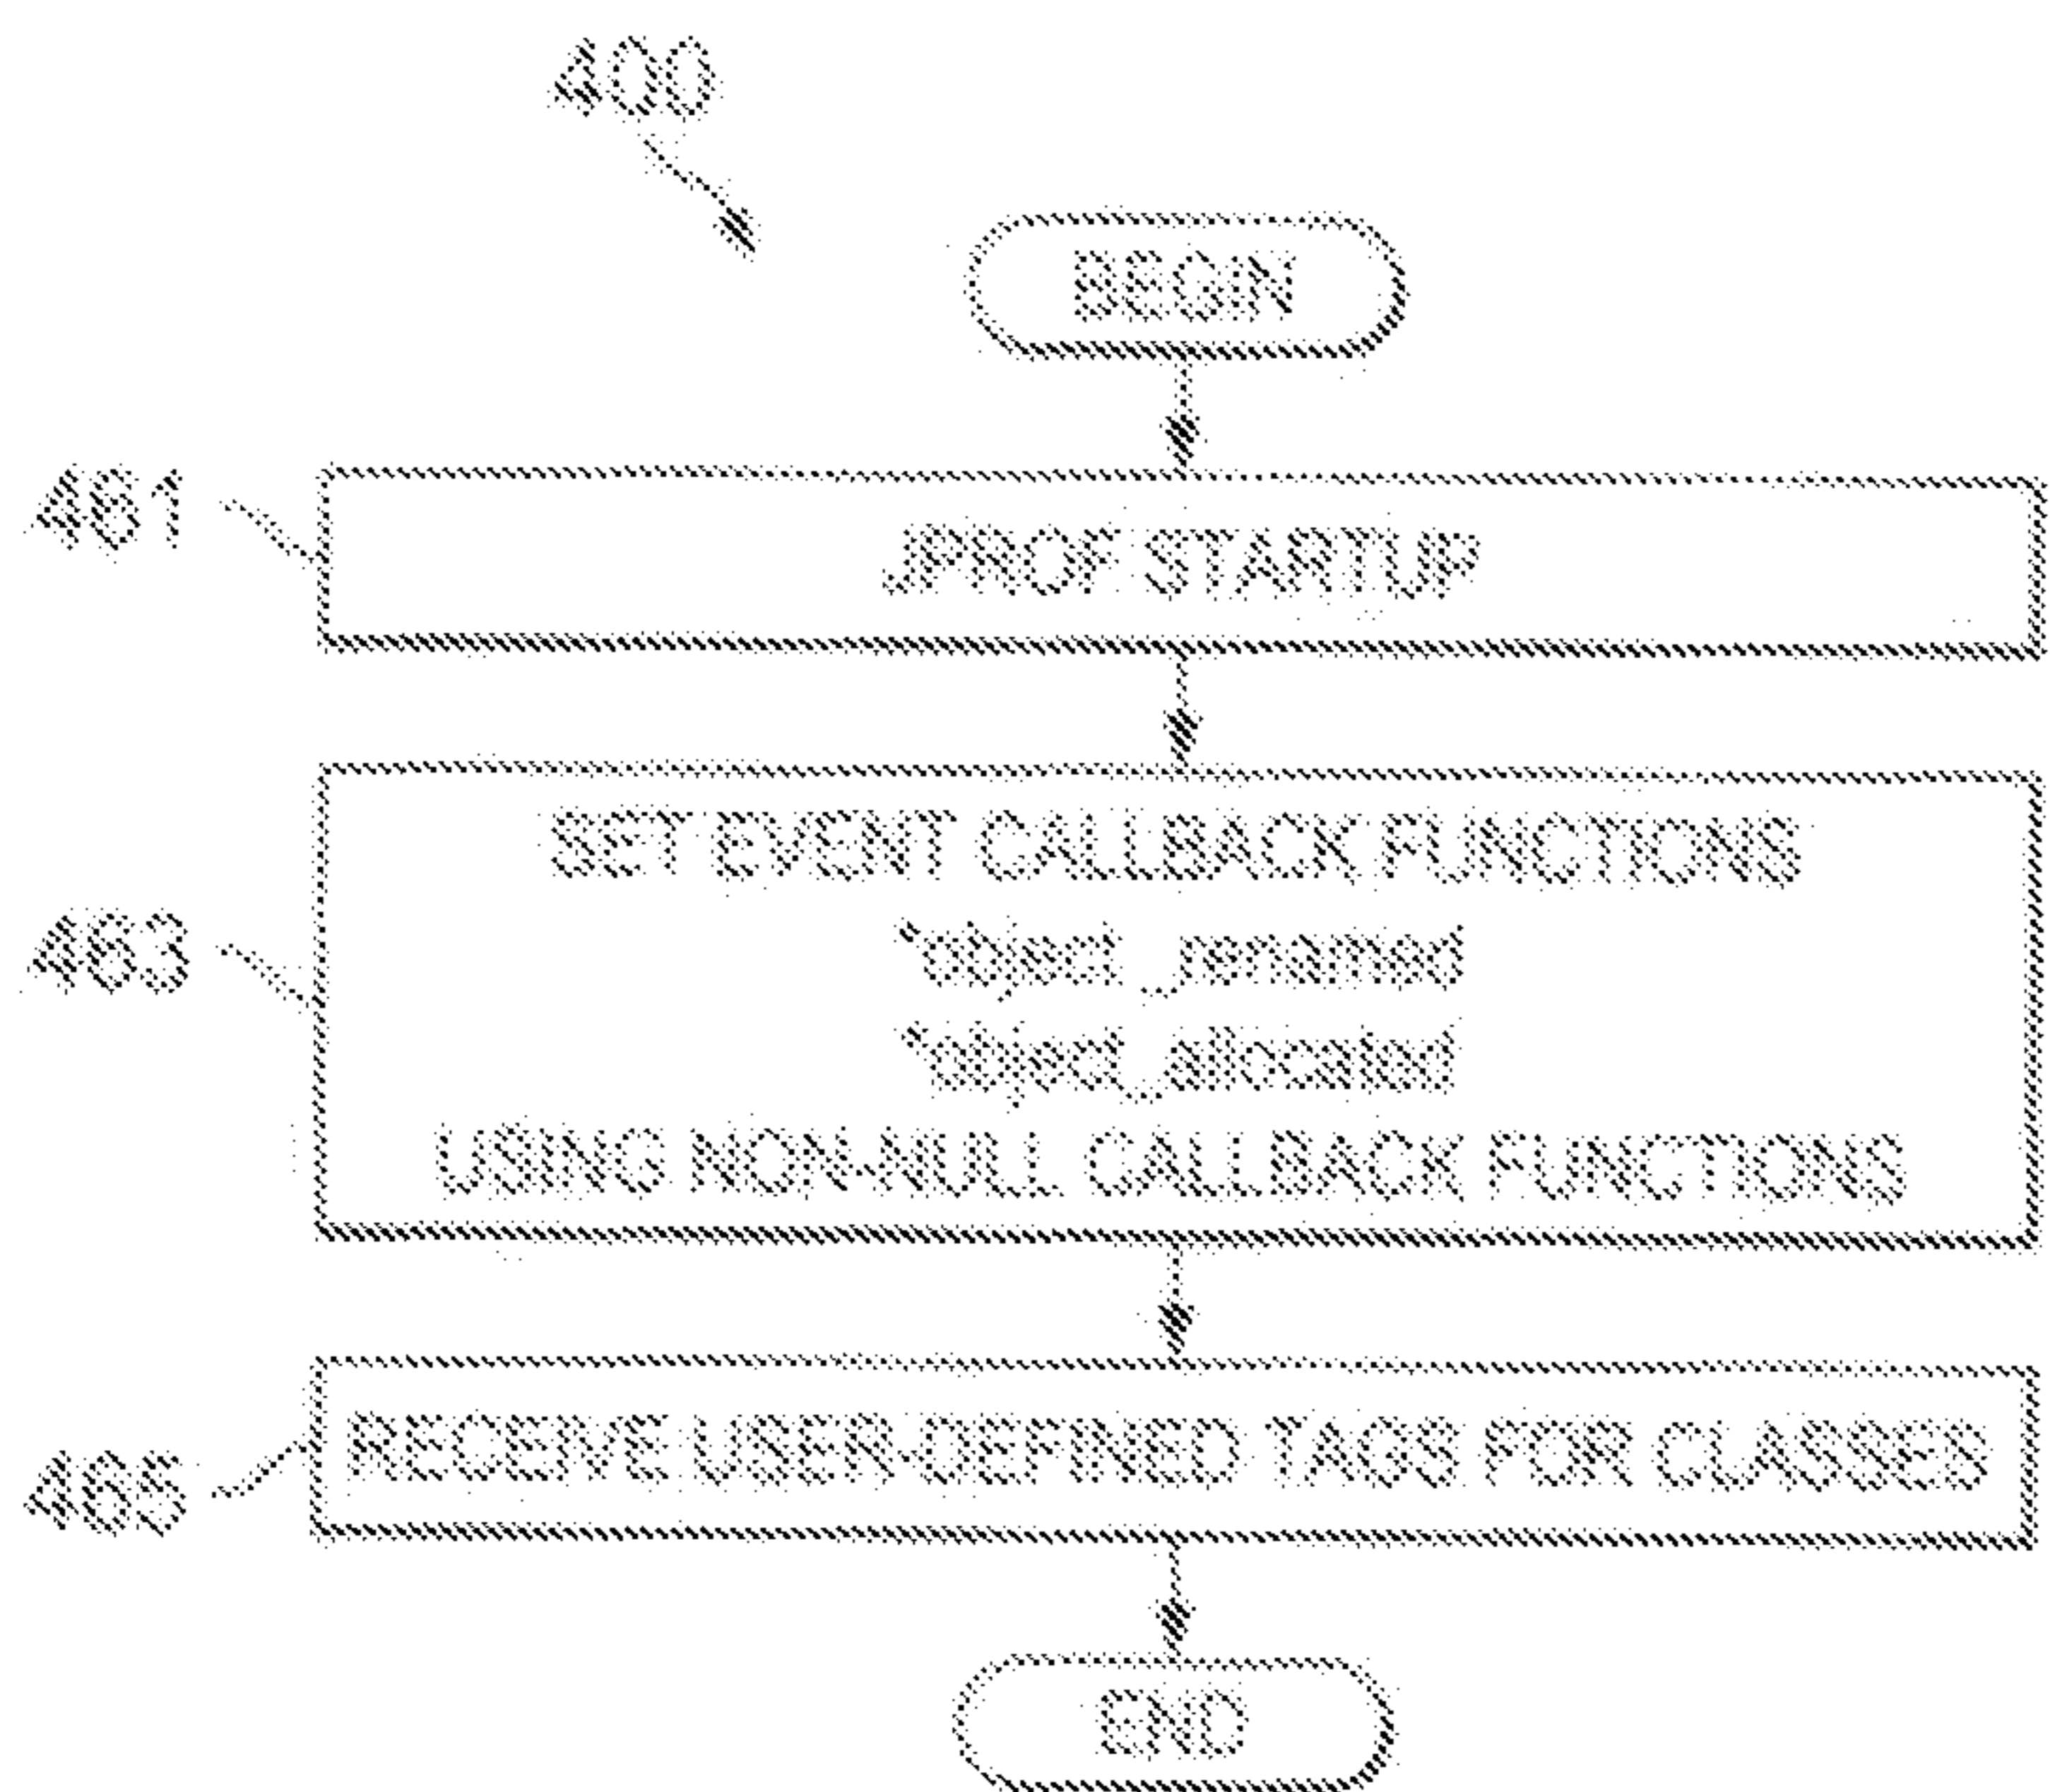 400
BEGIN
461
JPROF STARTUP
SET EVENT CALLBACK FUNCTIONS
463
*object_renamed
*object_allocated
USING NON-NULL CALLBACK FUNCTIONS
RECEIVE USER-DEFINED TAGS FOR CLASSES
465
END